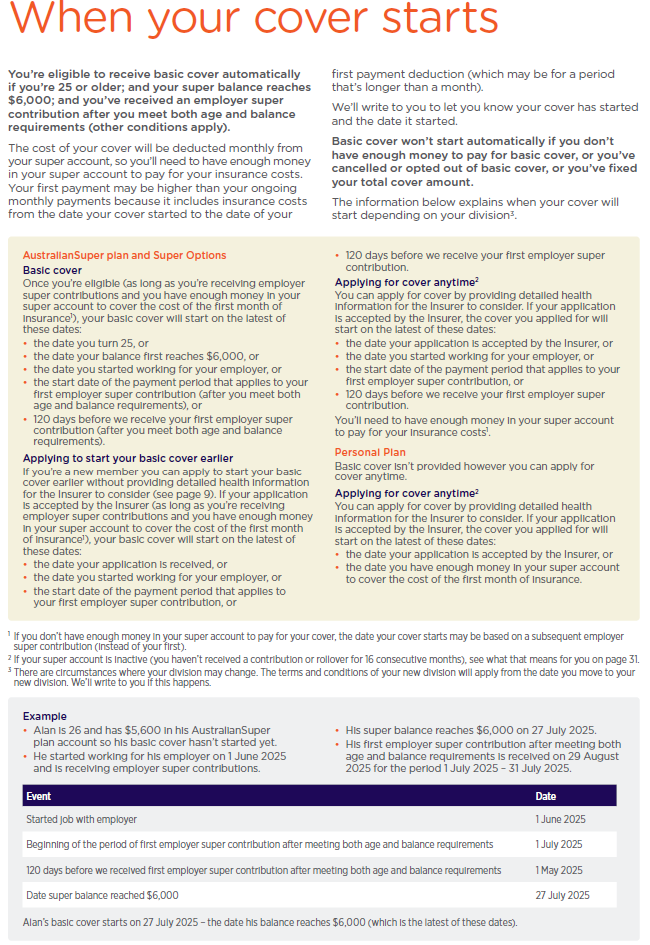 When your cover starts
You're eligible to receive basic cover automatically
if you're 25 or older; and your super balance reaches
$6,000; and you've received an employer super
contribution after you meet both age and balance
requirements (other conditions apply).
The cost of your cover will be deducted monthly from
your super account, so you'll need to have enough money
in your super account to pay for your insurance costs.
Your first payment may be higher than your ongoing
monthly payments because it includes insurance costs
from the date your cover started to the date of your
first payment deduction (which may be for a period
that's longer than a month).
We'll write to you to let you know your cover has started
and the date it started.
Basic cover won't start automatically if you don't
have enough money to pay for basic cover, or you've
cancelled or opted out of basic cover, or you've fixed
your total cover amount.
The information below explains when your cover will
start depending on your division³.
AustralianSuper plan and Super Options
Basic cover
Once you're eligible (as long as you're receiving employer
super contributions and you have enough money in your
super account to cover the cost of the first month of
insurance¹), your basic cover will start on the latest of
these dates:
• the date you turn 25, or
• the date your balance first reaches $6,000, or
• the date you started working for your employer, or
• the start date of the payment period that applies to your
first employer super contribution (after you meet both
age and balance requirements), or
• 120 days before we receive your first employer super
contribution (after you meet both age and balance
requirements).
Applying to start your basic cover earlier
If you're a new member you can apply to start your basic
cover earlier without providing detailed health information
for the Insurer to consider (see page 9). If your application
is accepted by the Insurer (as long as you're receiving
employer super contributions and you have enough money
in your super account to cover the cost of the first month
of insurance¹), your basic cover will start on the latest of
these dates:
• the date your application is received, or
• the date you started working for your employer, or
• the start date of the payment period that applies to
your first employer super contribution, or
• 120 days before we receive your first employer super
contribution.
Applying for cover anytime²
You can apply for cover by providing detailed health
information for the Insurer to consider. If your application
is accepted by the Insurer, the cover you applied for will
start on the latest of these dates:
• the date your application is accepted by the Insurer, or
• the date you started working for your employer, or
• the start date of the payment period that applies to your
first employer super contribution, or
• 120 days before we receive your first employer super
contribution.
You'll need to have enough money in your super account
to pay for your insurance costs¹.
Personal Plan
Basic cover isn't provided however you can apply for
cover anytime.
Applying for cover anytime²
You can apply for cover by providing detailed health
information for the Insurer to consider. If your application
is accepted by the Insurer, the cover you applied for will
start on the latest of these dates:
• the date your application is accepted by the Insurer, or
• the date you have enough money in your super account
to cover the cost of the first month of insurance.
¹ If you don't have enough money in your super account to pay for your cover, the date your cover starts may be based on a subsequent employer
super contribution (instead of your first).
² If your super account is inactive (you haven't received a contribution or rollover for 16 consecutive months), see what that means for you on page 31.
³ There are circumstances where your division may change. The terms and conditions of your new division will apply from the date you move to your
new division. We'll write to you if this happens.
Example
• Alan is 26 and has $5,600 in his AustralianSuper
plan account so his basic cover hasn't started yet.
• He started working for his employer on 1 June 2025
and is receiving employer super contributions.
• His super balance reaches $6,000 on 27 July 2025.
• His first employer super contribution after meeting both
age and balance requirements is received on 29 August
2025 for the period 1 July 2025 – 31 July 2025.
Event Date
Started job with employer 1 June 2025
Beginning of the period of first employer super contribution after meeting both age and balance requirements 1 July 2025
120 days before we received first employer super contribution after meeting both age and balance requirements 1 May 2025
Date super balance reached $6,000 27 July 2025
Alan's basic cover starts on 27 July 2025 – the date his balance reaches $6,000 (which is the latest of these dates).